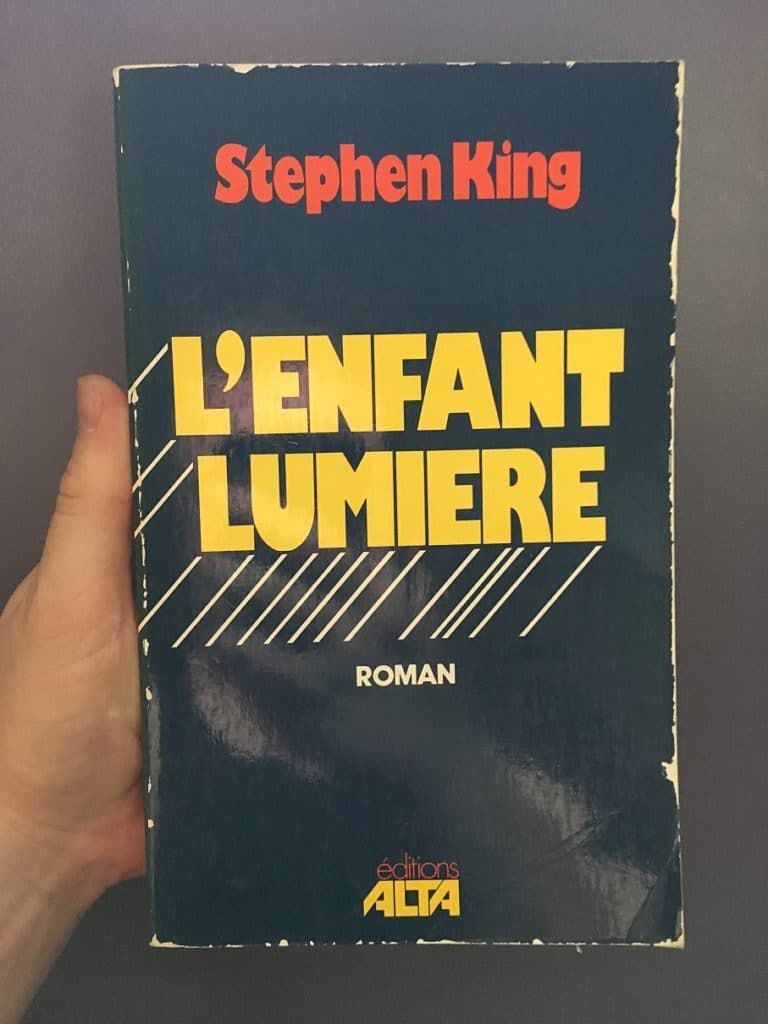 Stephen King
L'ENFANT
LUMIERE
ROMAN
éditions
ALTA